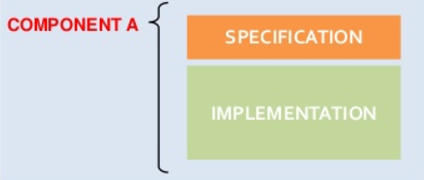 COMPONENT A
SPECIFICATION
IMPLEMENTATION